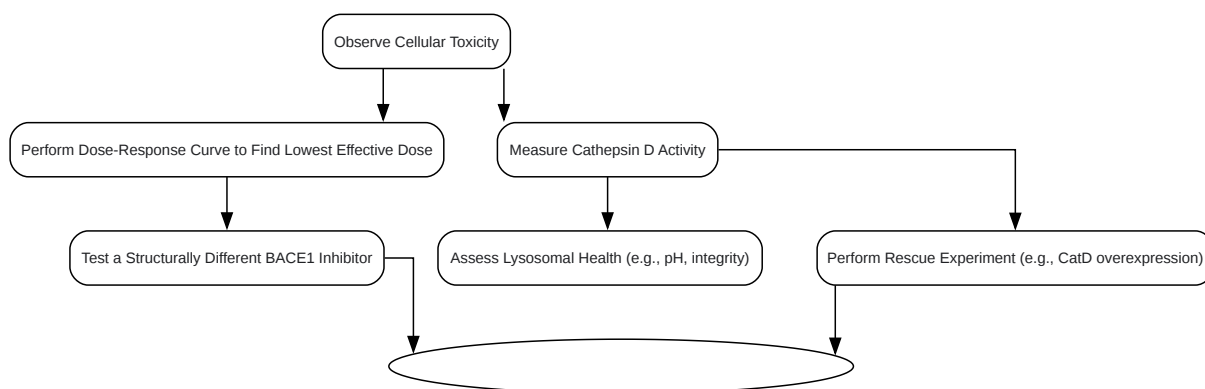 Observe Cellular Toxicity
Perform Dose-Response Curve to Find Lowest Effective Dose
Measure Cathepsin D Activity
Test a Structurally Different BACE1 Inhibitor
Assess Lysosomal Health (e.g., pH, integrity)
Perform Rescue Experiment (e.g., CatD overexpression)